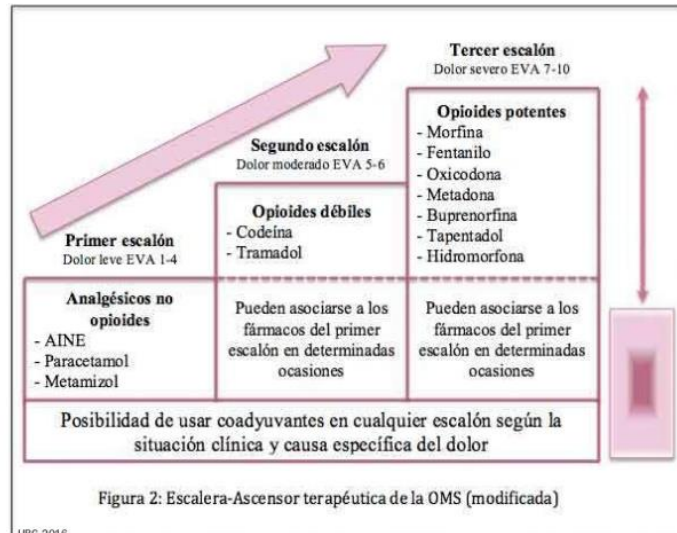 Tercer escalón
Dolor severo EVA 7-10
Opioides potentes
- Morfina
- Fentanilo
- Oxicodona
- Metadona
- Buprenorfina
- Tapentadol
- Hidromorfona
Segundo escalón
Dolor moderado EVA 5-6
Opioides débiles
- Codeína
- Tramadol
Primer escalón
Dolor leve EVA 1-4
Analgésicos no
opioides
- AINE
- Paracetamol
- Metamizol
Pueden asociarse a los
fármacos del primer
escalón en determinadas
ocasiones
Pueden asociarse a los
fármacos del primer
escalón en determinadas
ocasiones
Posibilidad de usar coadyuvantes en cualquier escalón según la
situación clínica y causa específica del dolor
Figura 2: Escalera-Ascensor terapéutica de la OMS (modificada)
2016